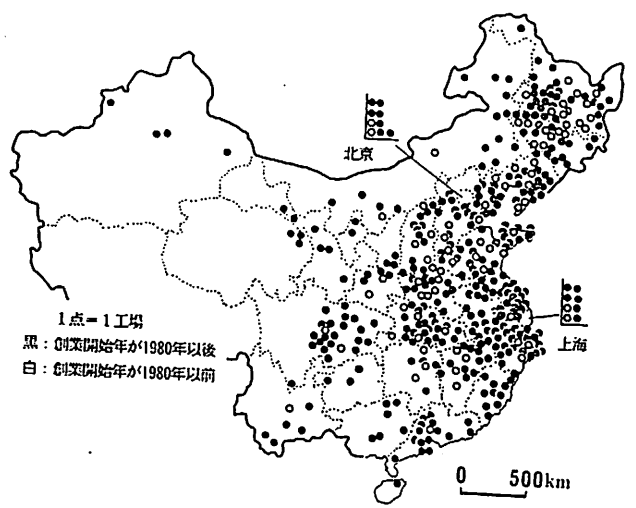 北京
上海
1点＝1工場
黒：創業開始年が1980年以後
白：創業開始年が1980年以前
0 500km